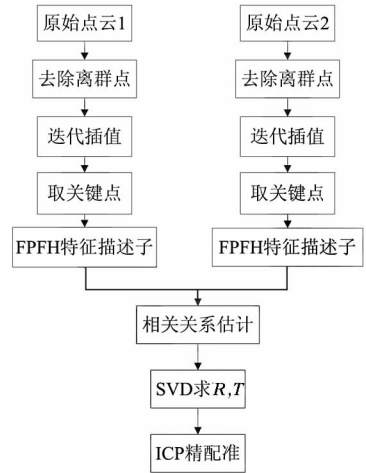 原始点云1
原始点云2
去除离群点
去除离群点
迭代插值
迭代插值
取关键点
取关键点
FPFH特征描述子
FPFH特征描述子
相关关系估计
SVD求R,T
ICP精配准